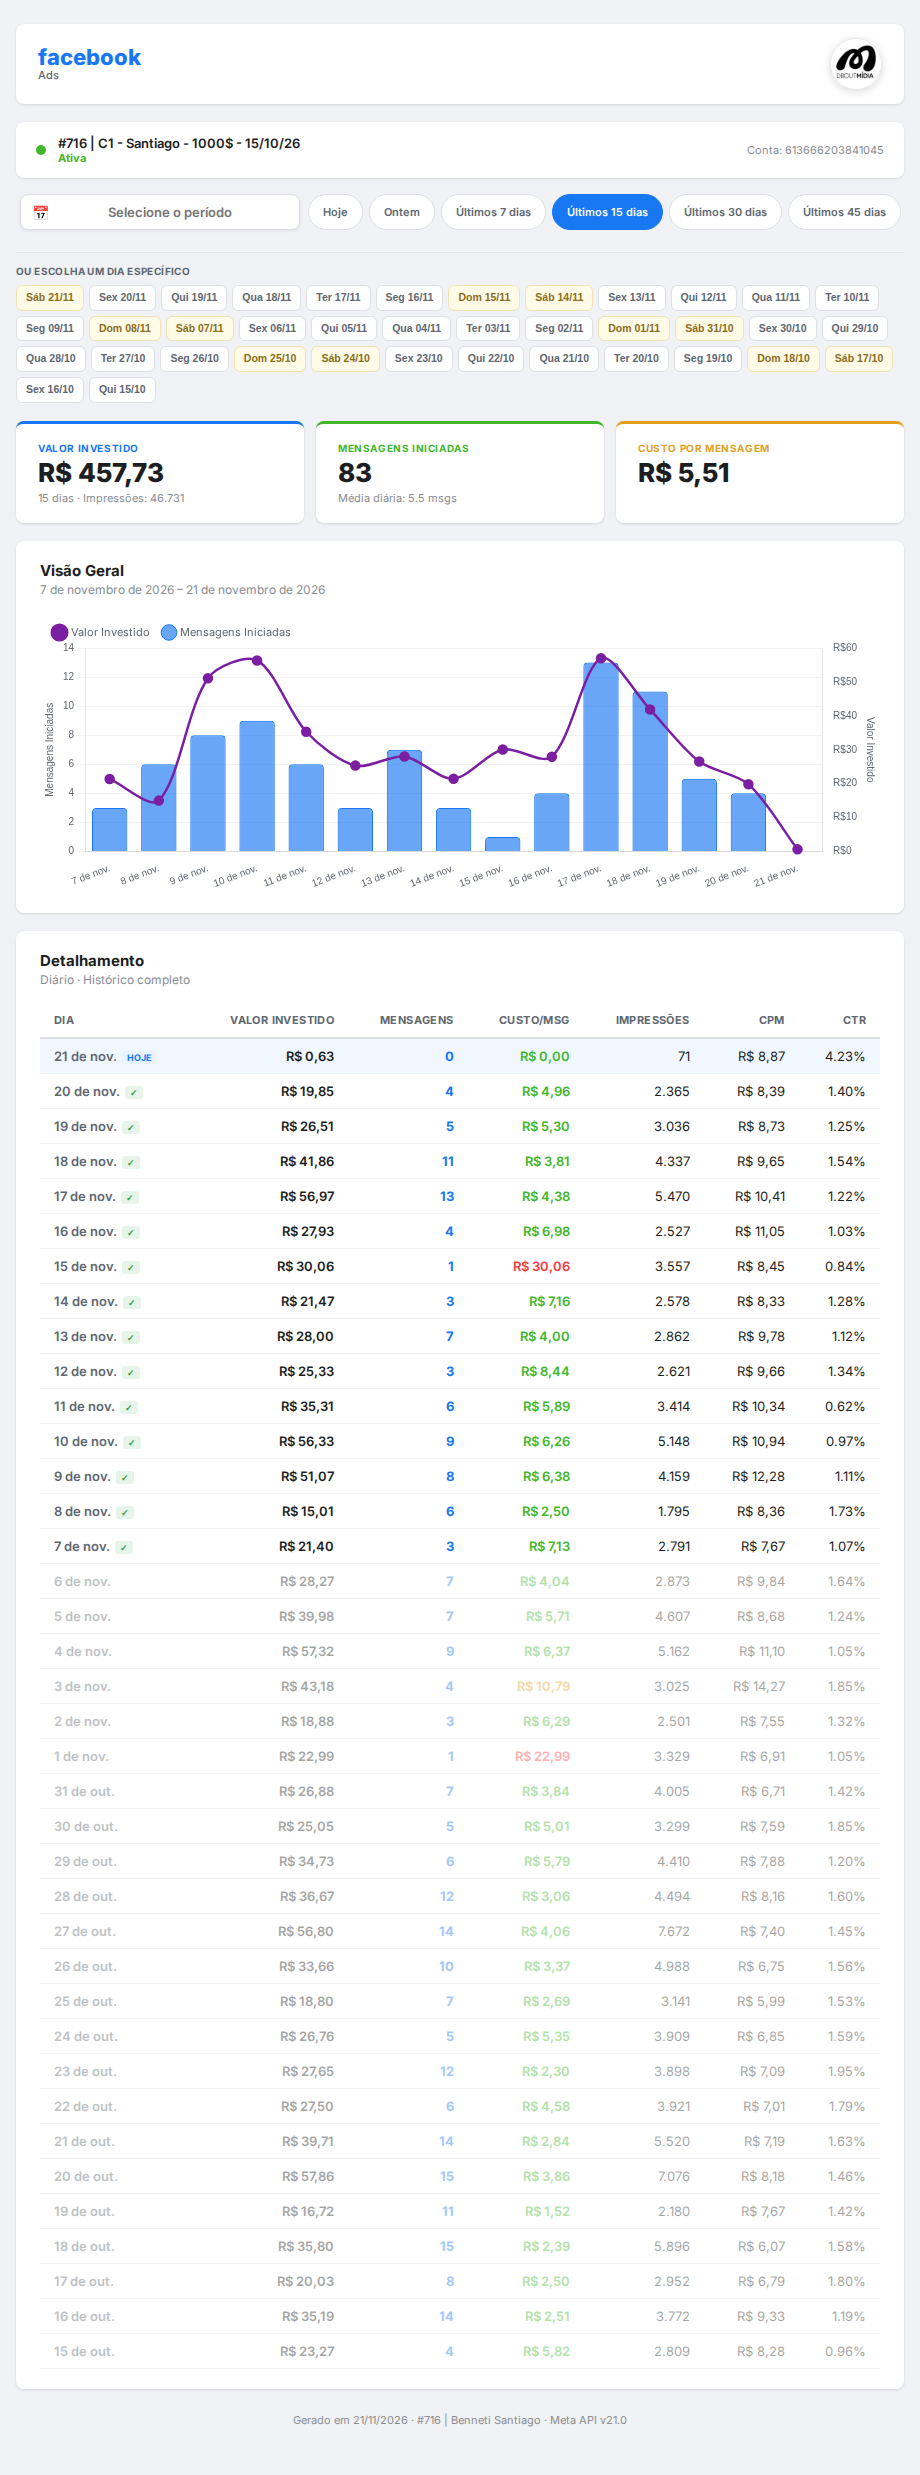 facebook
Ads
DBOUTMÍDIA
#716 | C1 - Santiago - 1000$ - 15/10/26
Ativa
Conta: 613666203841045
📅 Selecione o período Hoje Ontem Últimos 7 dias Últimos 15 dias Últimos 30 dias Últimos 45 dias
OU ESCOLHA UM DIA ESPECÍFICO
Sáb 21/11 Sex 20/11 Qui 19/11 Qua 18/11 Ter 17/11 Seg 16/11 Dom 15/11 Sáb 14/11 Sex 13/11 Qui 12/11 Qua 11/11 Ter 10/11
Seg 09/11 Dom 08/11 Sáb 07/11 Sex 06/11 Qui 05/11 Qua 04/11 Ter 03/11 Seg 02/11 Dom 01/11 Sáb 31/10 Sex 30/10 Qui 29/10
Qua 28/10 Ter 27/10 Seg 26/10 Dom 25/10 Sáb 24/10 Sex 23/10 Qui 22/10 Qua 21/10 Ter 20/10 Seg 19/10 Dom 18/10 Sáb 17/10
Sex 16/10 Qui 15/10
VALOR INVESTIDO
R$ 457,73
15 dias · Impressões: 46.731
MENSAGENS INICIADAS
83
Média diária: 5.5 msgs
CUSTO POR MENSAGEM
R$ 5,51
Visão Geral
7 de novembro de 2026 – 21 de novembro de 2026
Valor Investido Mensagens Iniciadas
Mensagens Iniciadas
14
12
10
8
6
4
2
0
R$60
R$50
R$40
R$30
R$20
R$10
R$0
Valor Investido
7 de nov. 8 de nov. 9 de nov. 10 de nov. 11 de nov. 12 de nov. 13 de nov. 14 de nov. 15 de nov. 16 de nov. 17 de nov. 18 de nov. 19 de nov. 20 de nov. 21 de nov.
Detalhamento
Diário · Histórico completo
DIA VALOR INVESTIDO MENSAGENS CUSTO/MSG IMPRESSÕES CPM CTR
21 de nov. HOJE R$ 0,63 0 R$ 0,00 71 R$ 8,87 4.23%
20 de nov. ✓ R$ 19,85 4 R$ 4,96 2.365 R$ 8,39 1.40%
19 de nov. ✓ R$ 26,51 5 R$ 5,30 3.036 R$ 8,73 1.25%
18 de nov. ✓ R$ 41,86 11 R$ 3,81 4.337 R$ 9,65 1.54%
17 de nov. ✓ R$ 56,97 13 R$ 4,38 5.470 R$ 10,41 1.22%
16 de nov. ✓ R$ 27,93 4 R$ 6,98 2.527 R$ 11,05 1.03%
15 de nov. ✓ R$ 30,06 1 R$ 30,06 3.557 R$ 8,45 0.84%
14 de nov. ✓ R$ 21,47 3 R$ 7,16 2.578 R$ 8,33 1.28%
13 de nov. ✓ R$ 28,00 7 R$ 4,00 2.862 R$ 9,78 1.12%
12 de nov. ✓ R$ 25,33 3 R$ 8,44 2.621 R$ 9,66 1.34%
11 de nov. ✓ R$ 35,31 6 R$ 5,89 3.414 R$ 10,34 0.62%
10 de nov. ✓ R$ 56,33 9 R$ 6,26 5.148 R$ 10,94 0.97%
9 de nov. ✓ R$ 51,07 8 R$ 6,38 4.159 R$ 12,28 1.11%
8 de nov. ✓ R$ 15,01 6 R$ 2,50 1.795 R$ 8,36 1.73%
7 de nov. ✓ R$ 21,40 3 R$ 7,13 2.791 R$ 7,67 1.07%
6 de nov. R$ 28,27 7 R$ 4,04 2.873 R$ 9,84 1.64%
5 de nov. R$ 39,98 7 R$ 5,71 4.607 R$ 8,68 1.24%
4 de nov. R$ 57,32 9 R$ 6,37 5.162 R$ 11,10 1.05%
3 de nov. R$ 43,18 4 R$ 10,79 3.025 R$ 14,27 1.85%
2 de nov. R$ 18,88 3 R$ 6,29 2.501 R$ 7,55 1.32%
1 de nov. R$ 22,99 1 R$ 22,99 3.329 R$ 6,91 1.05%
31 de out. R$ 26,88 7 R$ 3,84 4.005 R$ 6,71 1.42%
30 de out. R$ 25,05 5 R$ 5,01 3.299 R$ 7,59 1.85%
29 de out. R$ 34,73 6 R$ 5,79 4.410 R$ 7,88 1.20%
28 de out. R$ 36,67 12 R$ 3,06 4.494 R$ 8,16 1.60%
27 de out. R$ 56,80 14 R$ 4,06 7.672 R$ 7,40 1.45%
26 de out. R$ 33,66 10 R$ 3,37 4.988 R$ 6,75 1.56%
25 de out. R$ 18,80 7 R$ 2,69 3.141 R$ 5,99 1.53%
24 de out. R$ 26,76 5 R$ 5,35 3.909 R$ 6,85 1.59%
23 de out. R$ 27,65 12 R$ 2,30 3.898 R$ 7,09 1.95%
22 de out. R$ 27,50 6 R$ 4,58 3.921 R$ 7,01 1.79%
21 de out. R$ 39,71 14 R$ 2,84 5.520 R$ 7,19 1.63%
20 de out. R$ 57,86 15 R$ 3,86 7.076 R$ 8,18 1.46%
19 de out. R$ 16,72 11 R$ 1,52 2.180 R$ 7,67 1.42%
18 de out. R$ 35,80 15 R$ 2,39 5.896 R$ 6,07 1.58%
17 de out. R$ 20,03 8 R$ 2,50 2.952 R$ 6,79 1.80%
16 de out. R$ 35,19 14 R$ 2,51 3.772 R$ 9,33 1.19%
15 de out. R$ 23,27 4 R$ 5,82 2.809 R$ 8,28 0.96%
Gerado em 21/11/2026 · #716 | Benneti Santiago · Meta API v21.0